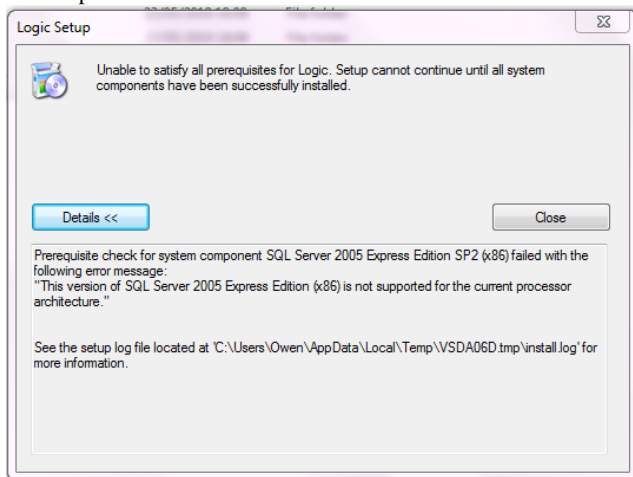 Logic Setup
Unable to satisfy all prerequisites for Logic. Setup cannot continue until all system
components have been successfully installed.
Details <<
Close
Prerequisite check for system component SQL Server 2005 Express Edition SP2 (x86) failed with the
following error message:
"This version of SQL Server 2005 Express Edition (x86) is not supported for the current processor
architecture."
See the setup log file located at 'C:\Users\Owen\AppData\Local\Temp\VSDA06D.tmp\install.log' for
more information.